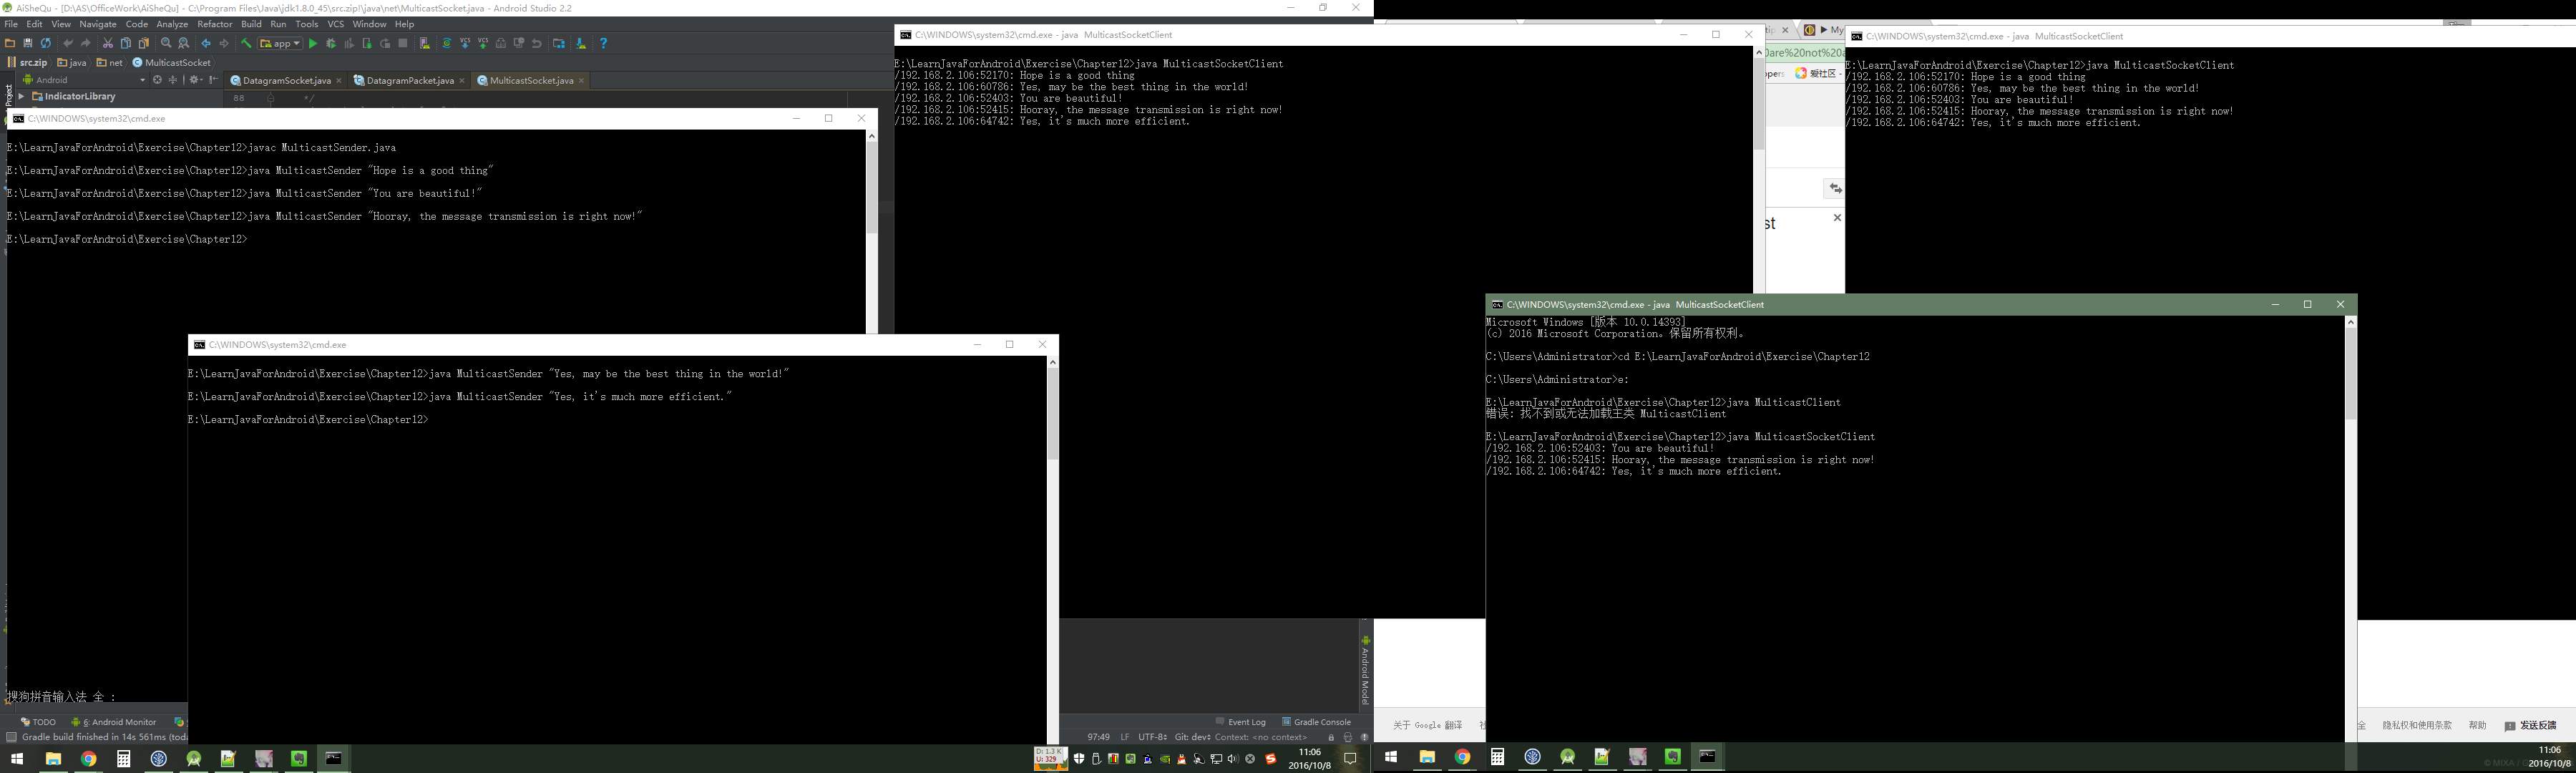 AiSheQu - [D:\AS\OfficeWork\AiSheQu] - C:\Program Files\Java\jdk1.8.0_45\src.zip!\java\net\MulticastSocket.java - Android Studio 2.2
File Edit View Navigate Code Analyze Refactor Build Run Tools VCS Window Help
app
src.zip java net MulticastSocket
Android
DatagramSocket.java DatagramPacket.java MulticastSocket.java
Project
IndicatorLibrary
88 */
C:\WINDOWS\system32\cmd.exe
E:\LearnJavaForAndroid\Exercise\Chapter12>javac MulticastSender.java
E:\LearnJavaForAndroid\Exercise\Chapter12>java MulticastSender "Hope is a good thing"
E:\LearnJavaForAndroid\Exercise\Chapter12>java MulticastSender "You are beautiful!"
E:\LearnJavaForAndroid\Exercise\Chapter12>java MulticastSender "Hooray, the message transmission is right now!"
E:\LearnJavaForAndroid\Exercise\Chapter12>
搜狗拼音输入法 全 :
C:\WINDOWS\system32\cmd.exe
E:\LearnJavaForAndroid\Exercise\Chapter12>java MulticastSender "Yes, may be the best thing in the world!"
E:\LearnJavaForAndroid\Exercise\Chapter12>java MulticastSender "Yes, it's much more efficient."
E:\LearnJavaForAndroid\Exercise\Chapter12>
C:\WINDOWS\system32\cmd.exe - java MulticastSocketClient
E:\LearnJavaForAndroid\Exercise\Chapter12>java MulticastSocketClient
/192.168.2.106:52170: Hope is a good thing
/192.168.2.106:60786: Yes, may be the best thing in the world!
/192.168.2.106:52403: You are beautiful!
/192.168.2.106:52415: Hooray, the message transmission is right now!
/192.168.2.106:64742: Yes, it's much more efficient.
My
0are%20not%20a
ppers 爱社区 -
st
C:\WINDOWS\system32\cmd.exe - java MulticastSocketClient
E:\LearnJavaForAndroid\Exercise\Chapter12>java MulticastSocketClient
/192.168.2.106:52170: Hope is a good thing
/192.168.2.106:60786: Yes, may be the best thing in the world!
/192.168.2.106:52403: You are beautiful!
/192.168.2.106:52415: Hooray, the message transmission is right now!
/192.168.2.106:64742: Yes, it's much more efficient.
C:\WINDOWS\system32\cmd.exe - java MulticastSocketClient
Microsoft Windows [版本 10.0.14393]
(c) 2016 Microsoft Corporation。保留所有权利。
C:\Users\Administrator>cd E:\LearnJavaForAndroid\Exercise\Chapter12
C:\Users\Administrator>e:
E:\LearnJavaForAndroid\Exercise\Chapter12>java MulticastClient
错误: 找不到或无法加载主类 MulticastClient
E:\LearnJavaForAndroid\Exercise\Chapter12>java MulticastSocketClient
/192.168.2.106:52403: You are beautiful!
/192.168.2.106:52415: Hooray, the message transmission is right now!
/192.168.2.106:64742: Yes, it's much more efficient.
Android Model
TODO 6: Android Monitor
Event Log Gradle Console
Gradle build finished in 14s 561ms (toda
97:49 LF UTF-8 Git: dev Context: <no context>
关于 Google 翻译
全 隐私权和使用条款 帮助 发送反馈
D: 1.3 K
U: 329
11:06
2016/10/8
11:06
2016/10/8